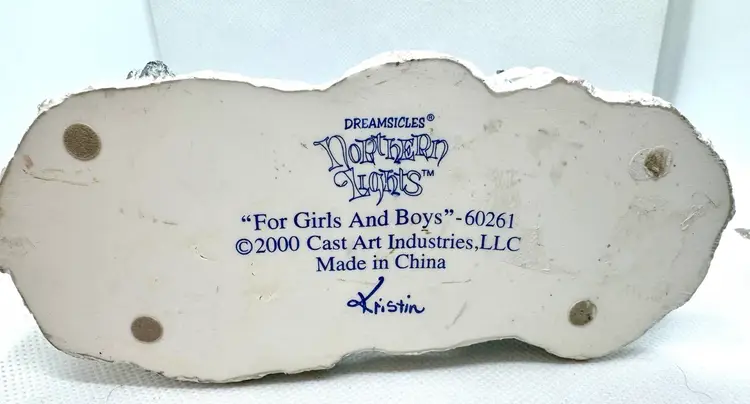 DREAMSICLES®
Northern
Lights™
"For Girls And Boys"-60261
©2000 Cast Art Industries,LLC
Made in China
Kristin